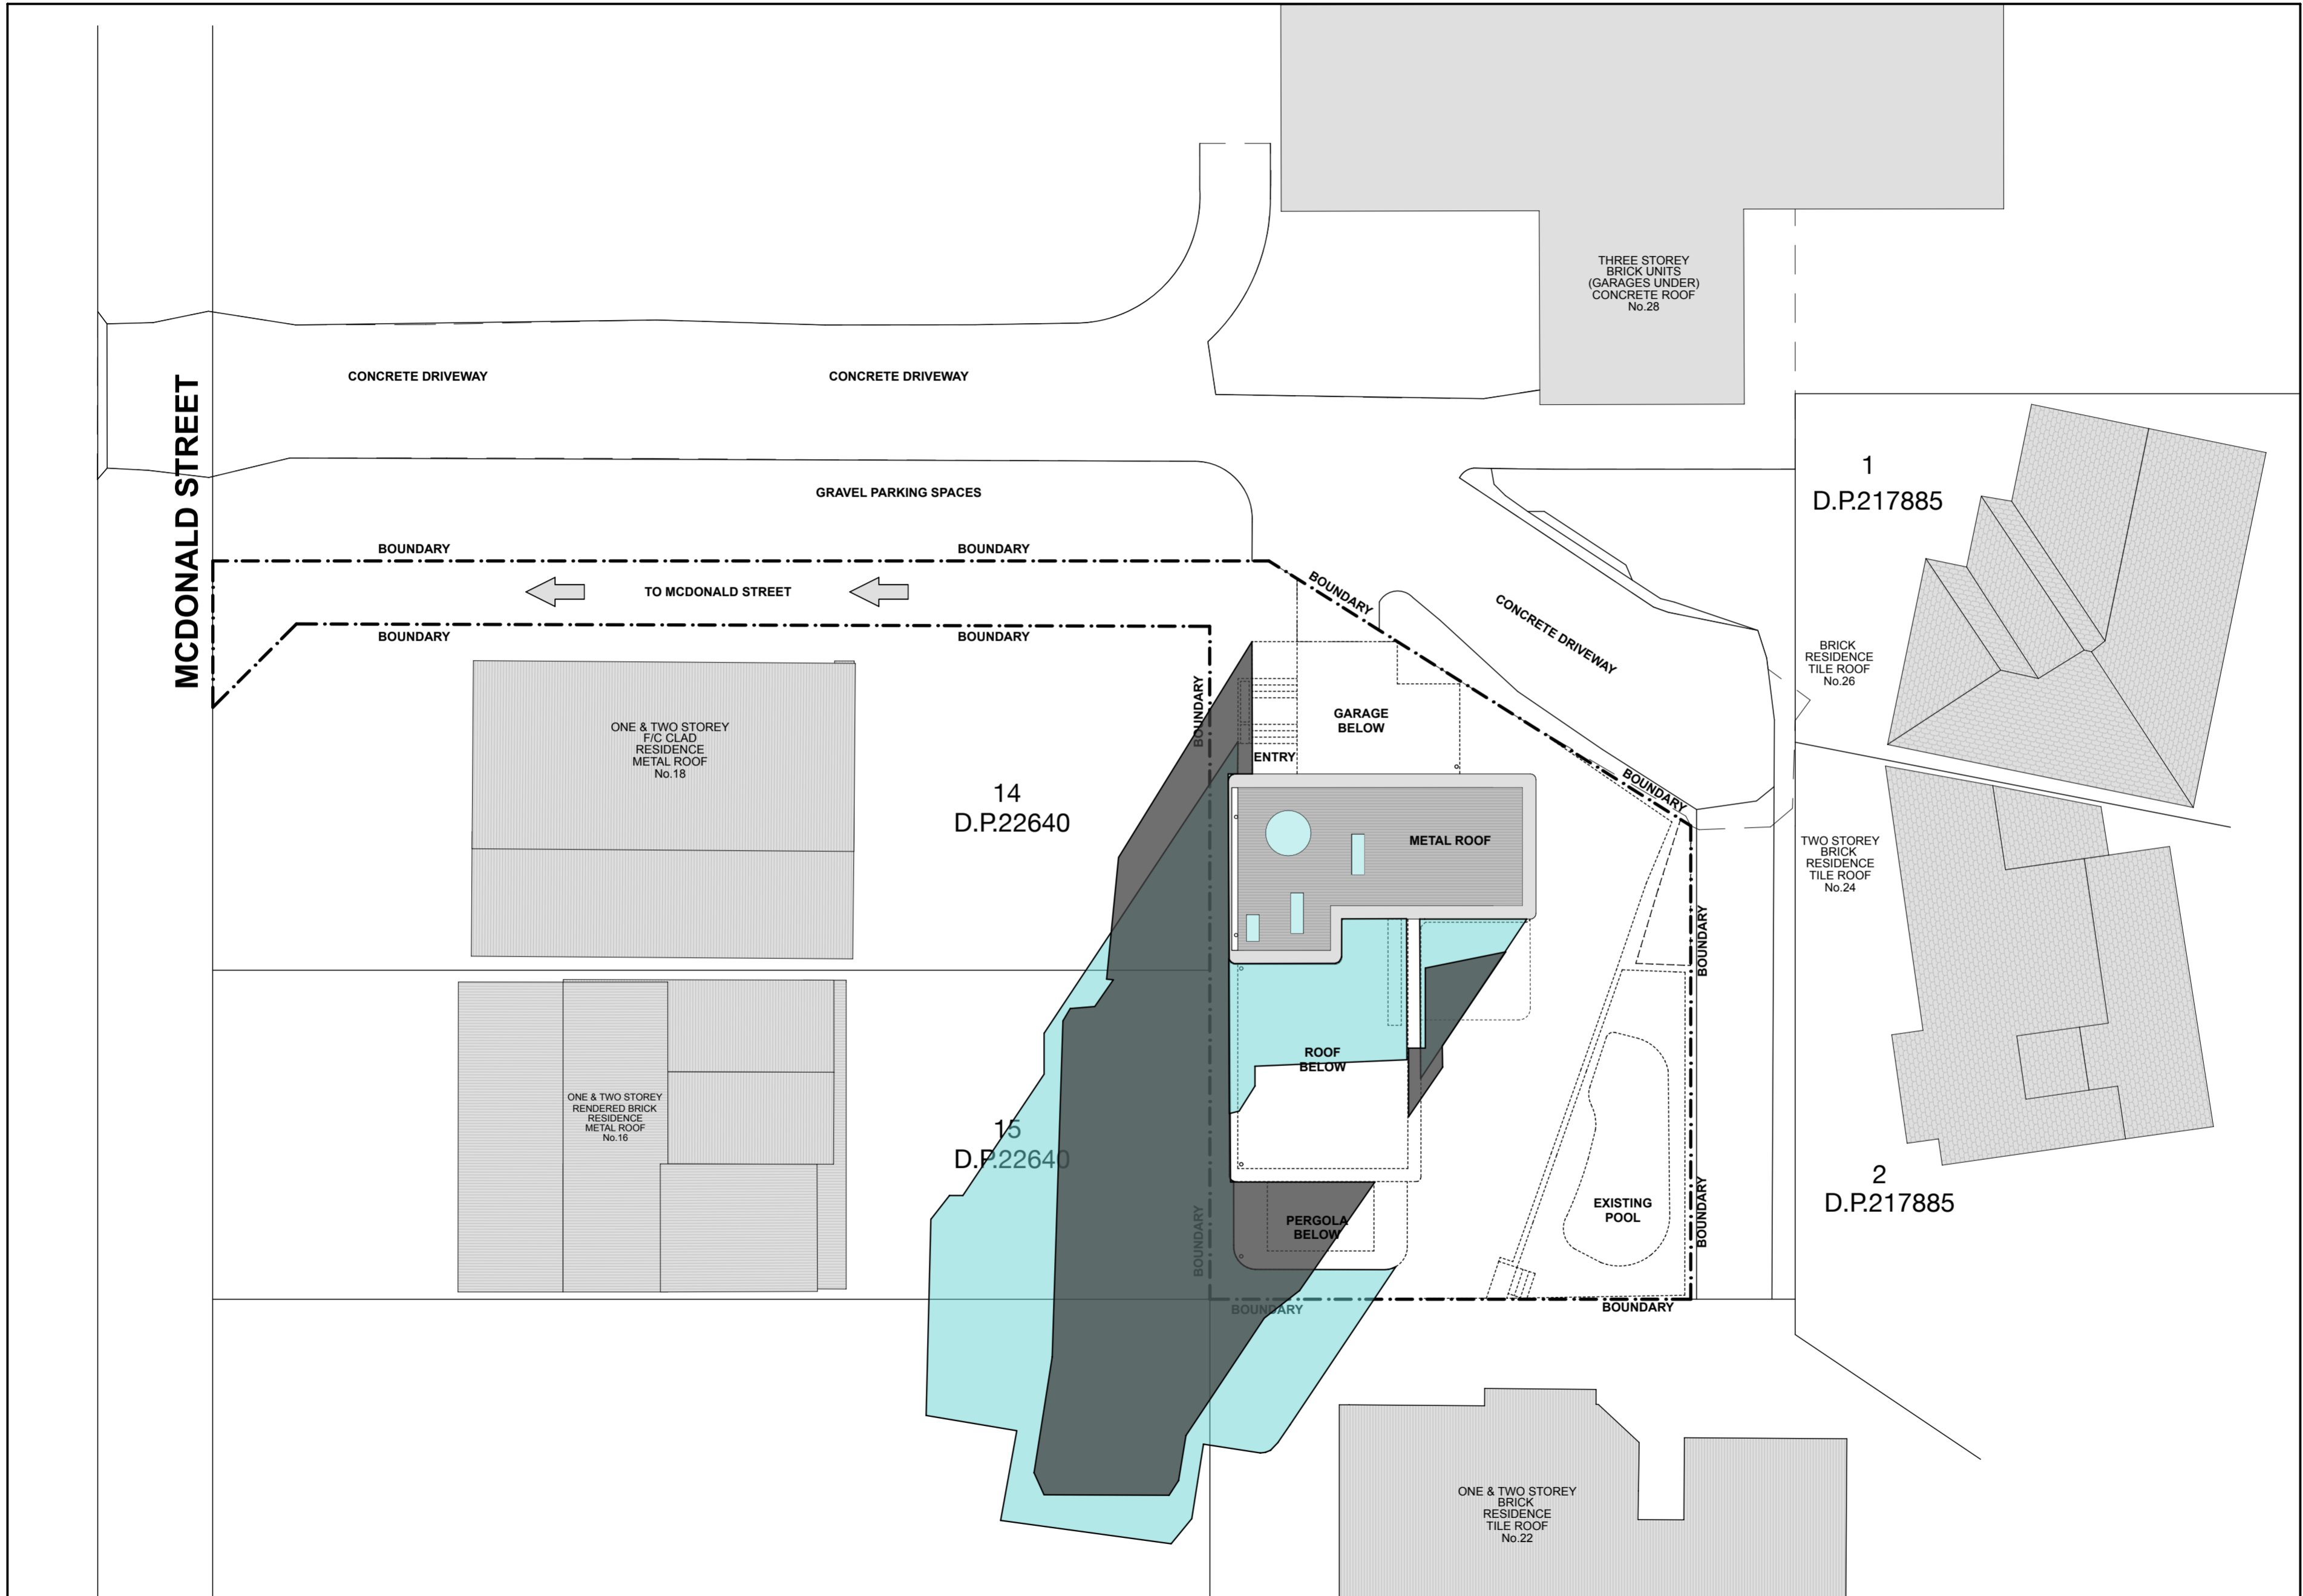 THREE STOREY
BRICK UNITS
(GARAGES UNDER)
CONCRETE ROOF
No.28
CONCRETE DRIVEWAY
CONCRETE DRIVEWAY
MCDONALD STREET
GRAVEL PARKING SPACES
1
D.P.217885
BOUNDARY
BOUNDARY
TO MCDONALD STREET
BOUNDARY
BOUNDARY
BOUNDARY
CONCRETE DRIVEWAY
BRICK
RESIDENCE
TILE ROOF
No.26
ONE & TWO STOREY
F/C CLAD
RESIDENCE
METAL ROOF
No.18
BOUNDARY
GARAGE
BELOW
ENTRY
14
D.P.22640
BOUNDARY
METAL ROOF
TWO STOREY
BRICK
RESIDENCE
TILE ROOF
No.24
BOUNDARY
ROOF
BELOW
ONE & TWO STOREY
RENDERED BRICK
RESIDENCE
METAL ROOF
No.16
15
D.P.22640
2
D.P.217885
BOUNDARY
PERGOLA
BELOW
EXISTING
POOL
BOUNDARY
BOUNDARY
BOUNDARY
ONE & TWO STOREY
BRICK
RESIDENCE
TILE ROOF
No.22